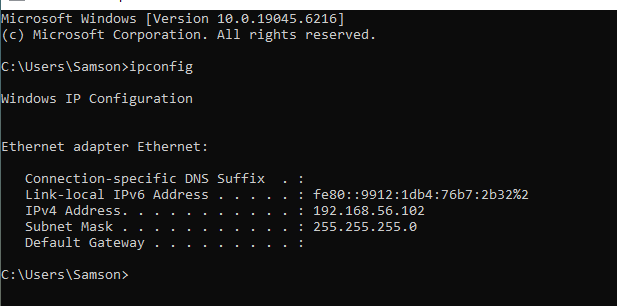 Microsoft Windows [Version 10.0.19045.6216]
(c) Microsoft Corporation. All rights reserved.
C:\Users\Samson>ipconfig
Windows IP Configuration
Ethernet adapter Ethernet:
Connection-specific DNS Suffix  . :
Link-local IPv6 Address . . . . . : fe80::9912:1db4:76b7:2b32%2
IPv4 Address. . . . . . . . . . . : 192.168.56.102
Subnet Mask . . . . . . . . . . . : 255.255.255.0
Default Gateway . . . . . . . . . :
C:\Users\Samson>